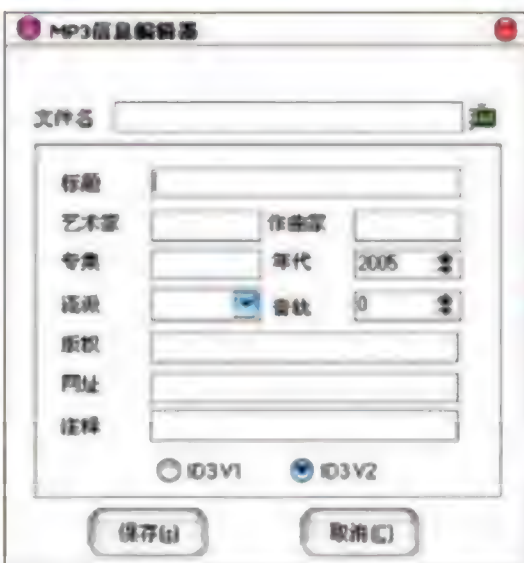 MP3信息编辑器
文件名
标题
艺术家 作曲家
专集 年代 2005
流派 音轨 0
版权
网址
注释
ID3V1 ID3V2
保存 取消(C)